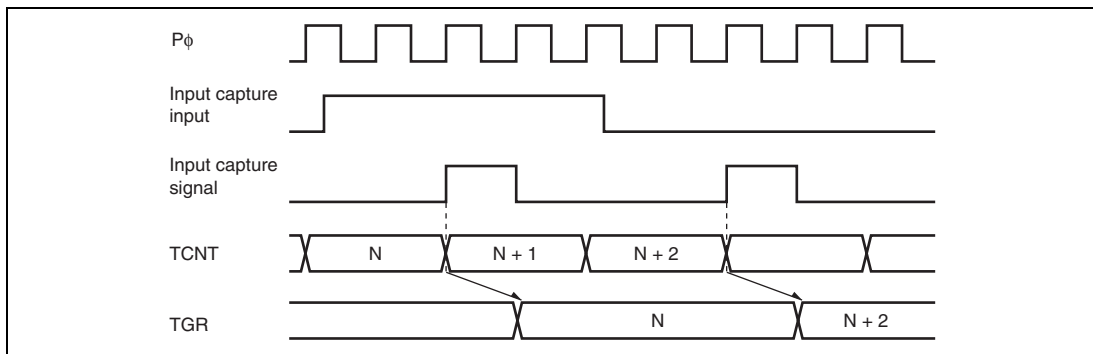 Pϕ
Input capture
input
Input capture
signal
TCNT
N
N + 1
N + 2
TGR
N
N + 2